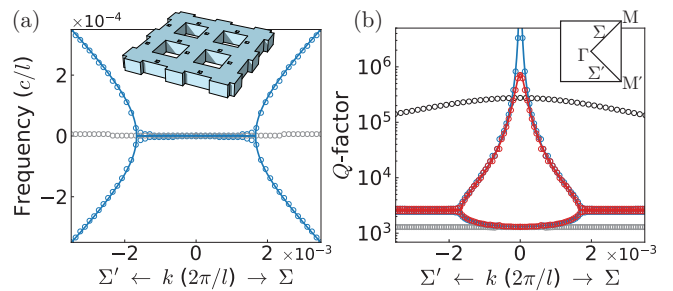 (a)
×10⁻⁴
2
0
−2
Frequency (c/l)
−2
0
2
×10⁻³
Σ′ ← k (2π/l) → Σ
(b)
10⁶
10⁵
10⁴
10³
Q-factor
M
Σ
Γ
Σ′
M′
−2
0
2
×10⁻³
Σ′ ← k (2π/l) → Σ